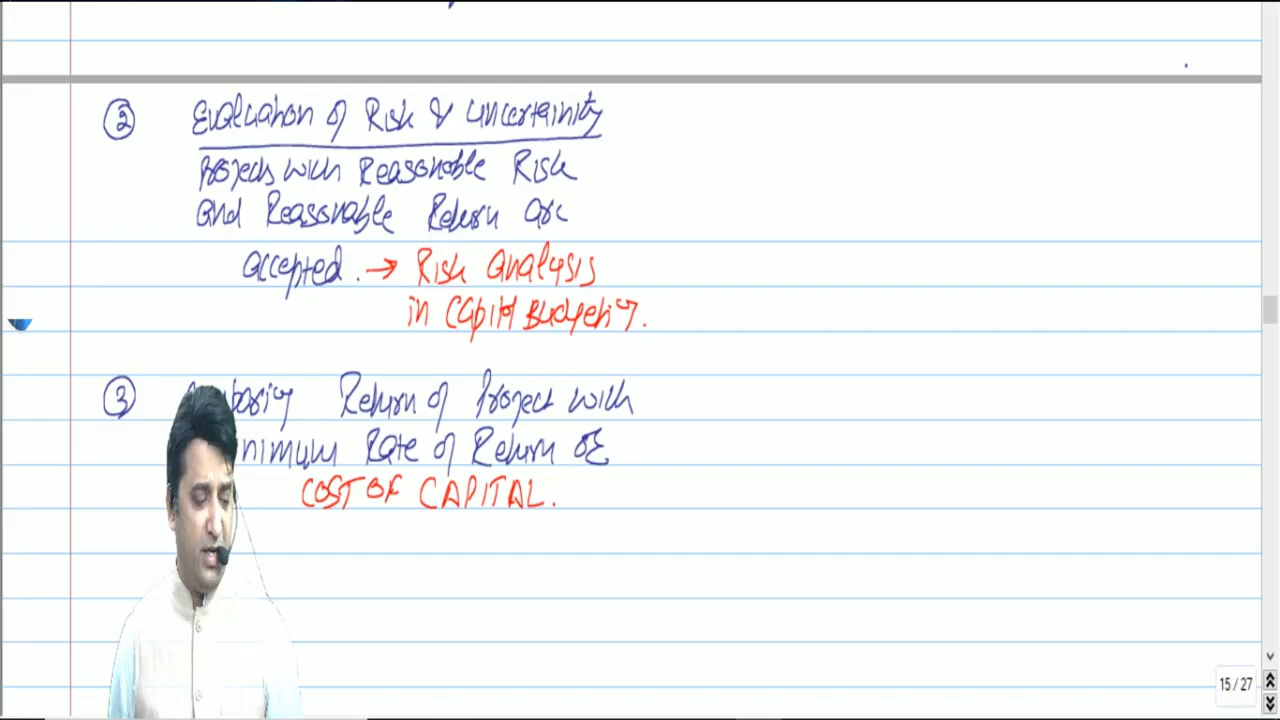 ② Evaluation of Risk & Uncertainity
Projects with Reasonable Risk
and Reasonable Return are
accepted. → Risk Analysis
in Capital Budgeting.
③ Return of Project with
Rate of Return or
COST OF CAPITAL.
15 / 27